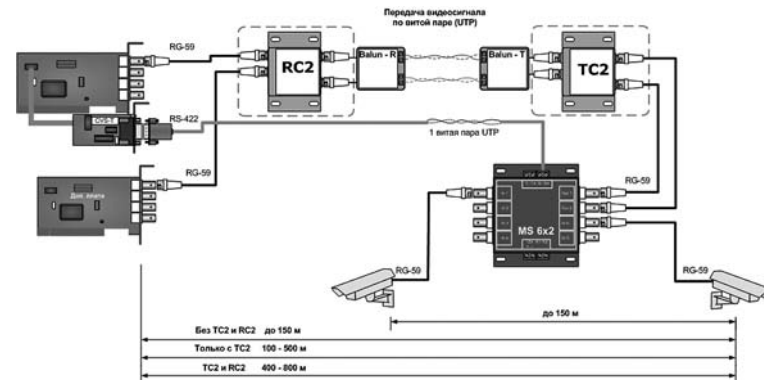 Передача видеосигнала
по витой паре (UTP)
RG-59
RC2
Balun - R
Balun - T
TC2
RS-422
1 витая пара UTP
RG-59
Доп. плата
RG-59
MS 6x2
RG-59
RG-59
до 150 м
Без TC2 и RC2 до 150 м
Только с TC2 100 - 500 м
TC2 и RC2 400 - 800 м